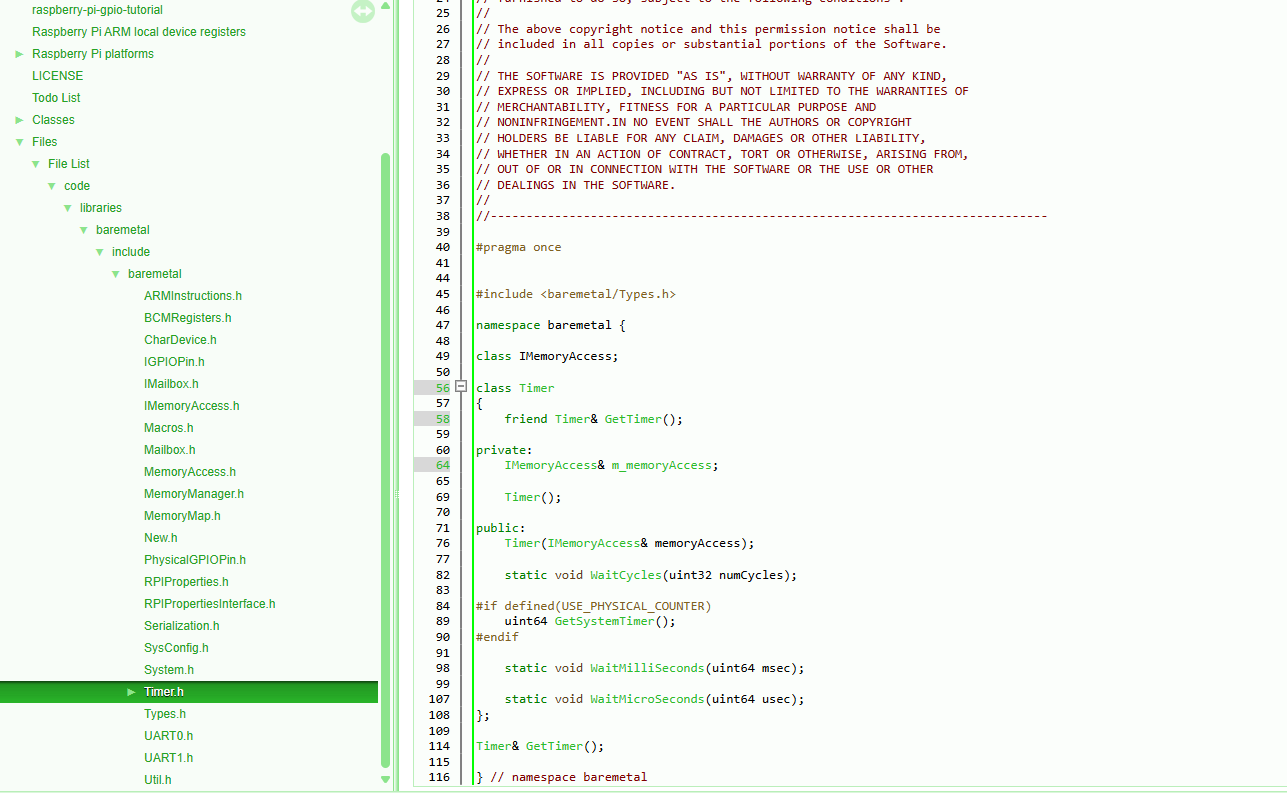 raspberry-pi-gpio-tutorial
Raspberry Pi ARM local device registers
Raspberry Pi platforms
LICENSE
Todo List
Classes
Files
File List
code
libraries
baremetal
include
baremetal
ARMInstructions.h
BCMRegisters.h
CharDevice.h
IGPIOPin.h
IMailbox.h
IMemoryAccess.h
Macros.h
Mailbox.h
MemoryAccess.h
MemoryManager.h
MemoryMap.h
New.h
PhysicalGPIOPin.h
RPIProperties.h
RPIPropertiesInterface.h
Serialization.h
SysConfig.h
System.h
Timer.h
Types.h
UART0.h
UART1.h
Util.h
24 // furnished to do so, subject to the following conditions :
25 //
26 // The above copyright notice and this permission notice shall be
27 // included in all copies or substantial portions of the Software.
28 //
29 // THE SOFTWARE IS PROVIDED "AS IS", WITHOUT WARRANTY OF ANY KIND,
30 // EXPRESS OR IMPLIED, INCLUDING BUT NOT LIMITED TO THE WARRANTIES OF
31 // MERCHANTABILITY, FITNESS FOR A PARTICULAR PURPOSE AND
32 // NONINFRINGEMENT.IN NO EVENT SHALL THE AUTHORS OR COPYRIGHT
33 // HOLDERS BE LIABLE FOR ANY CLAIM, DAMAGES OR OTHER LIABILITY,
34 // WHETHER IN AN ACTION OF CONTRACT, TORT OR OTHERWISE, ARISING FROM,
35 // OUT OF OR IN CONNECTION WITH THE SOFTWARE OR THE USE OR OTHER
36 // DEALINGS IN THE SOFTWARE.
37 //
38 //------------------------------------------------------------------------------
39
40 #pragma once
41
44
45 #include <baremetal/Types.h>
46
47 namespace baremetal {
48
49 class IMemoryAccess;
50
56 class Timer
57 {
58     friend Timer& GetTimer();
59
60 private:
64     IMemoryAccess& m_memoryAccess;
65
69     Timer();
70
71 public:
76     Timer(IMemoryAccess& memoryAccess);
77
82     static void WaitCycles(uint32 numCycles);
83
84 #if defined(USE_PHYSICAL_COUNTER)
89     uint64 GetSystemTimer();
90 #endif
91
98     static void WaitMilliSeconds(uint64 msec);
99
107     static void WaitMicroSeconds(uint64 usec);
108 };
109
114 Timer& GetTimer();
115
116 } // namespace baremetal